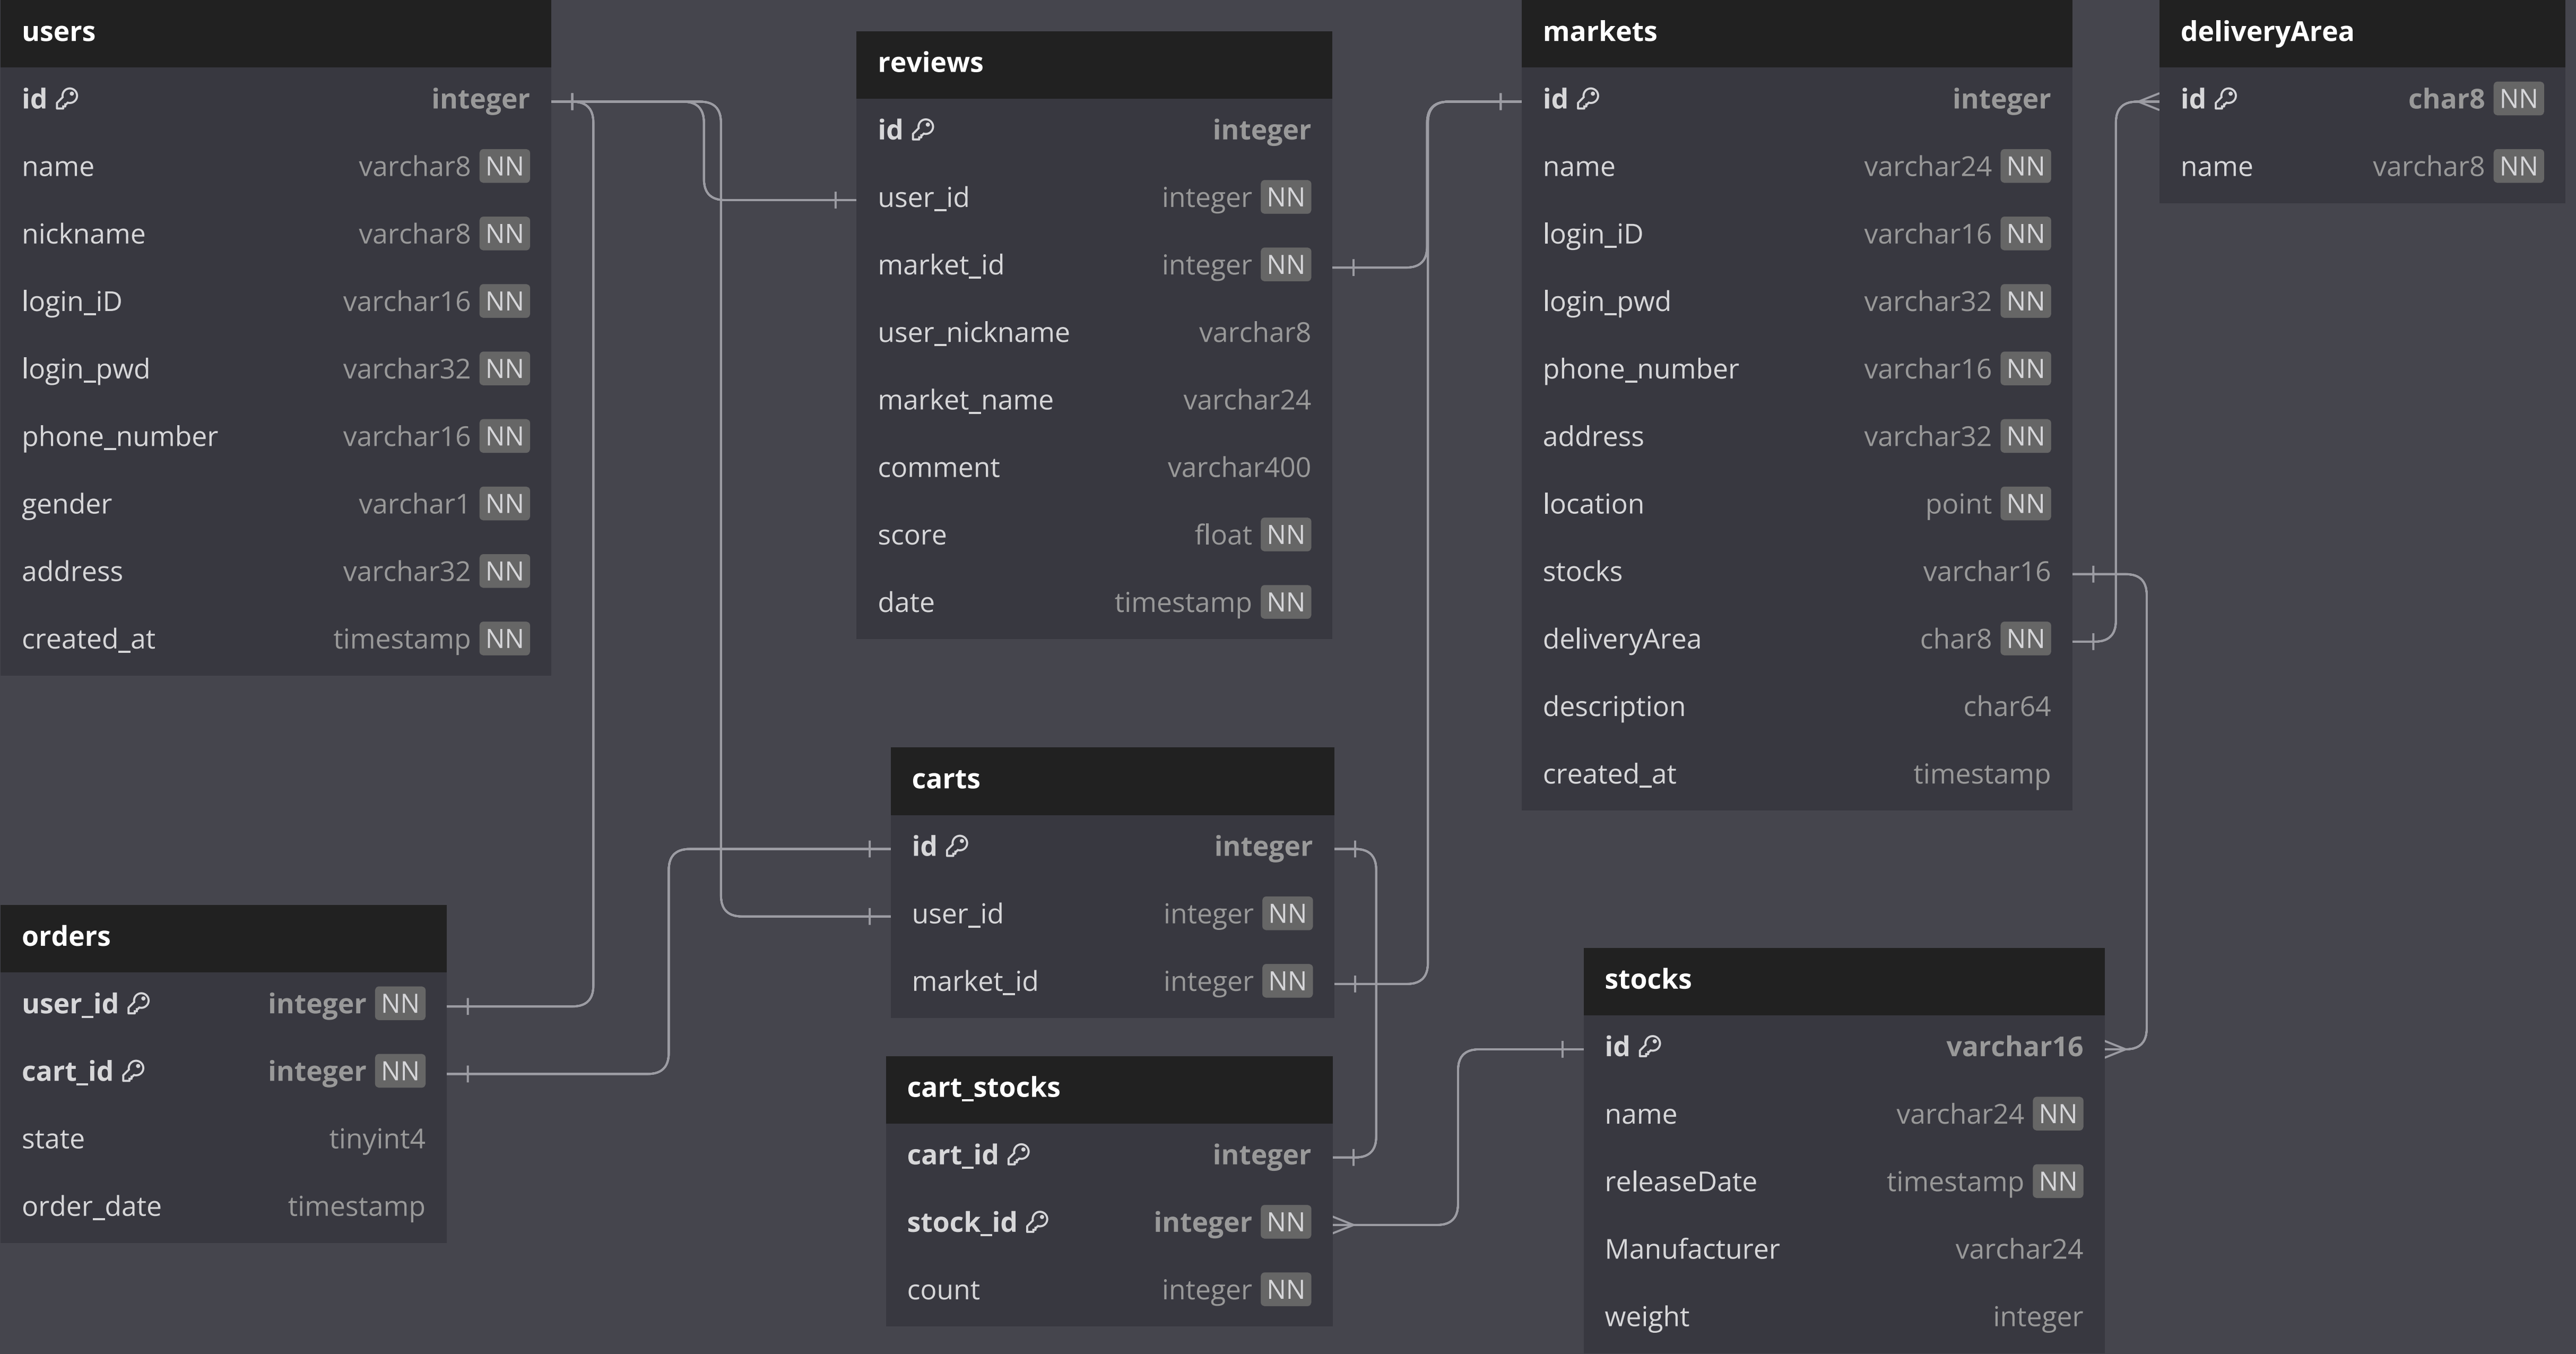 users
id integer
name varchar8 NN
nickname varchar8 NN
login_iD varchar16 NN
login_pwd varchar32 NN
phone_number varchar16 NN
gender varchar1 NN
address varchar32 NN
created_at timestamp NN
reviews
id integer
user_id integer NN
market_id integer NN
user_nickname varchar8
market_name varchar24
comment varchar400
score float NN
date timestamp NN
markets
id integer
name varchar24 NN
login_iD varchar16 NN
login_pwd varchar32 NN
phone_number varchar16 NN
address varchar32 NN
location point NN
stocks varchar16
deliveryArea char8 NN
description char64
created_at timestamp
deliveryArea
id char8 NN
name varchar8 NN
carts
id integer
user_id integer NN
market_id integer NN
orders
user_id integer NN
cart_id integer NN
state tinyint4
order_date timestamp
cart_stocks
cart_id integer
stock_id integer NN
count integer NN
stocks
id varchar16
name varchar24 NN
releaseDate timestamp NN
Manufacturer varchar24
weight integer